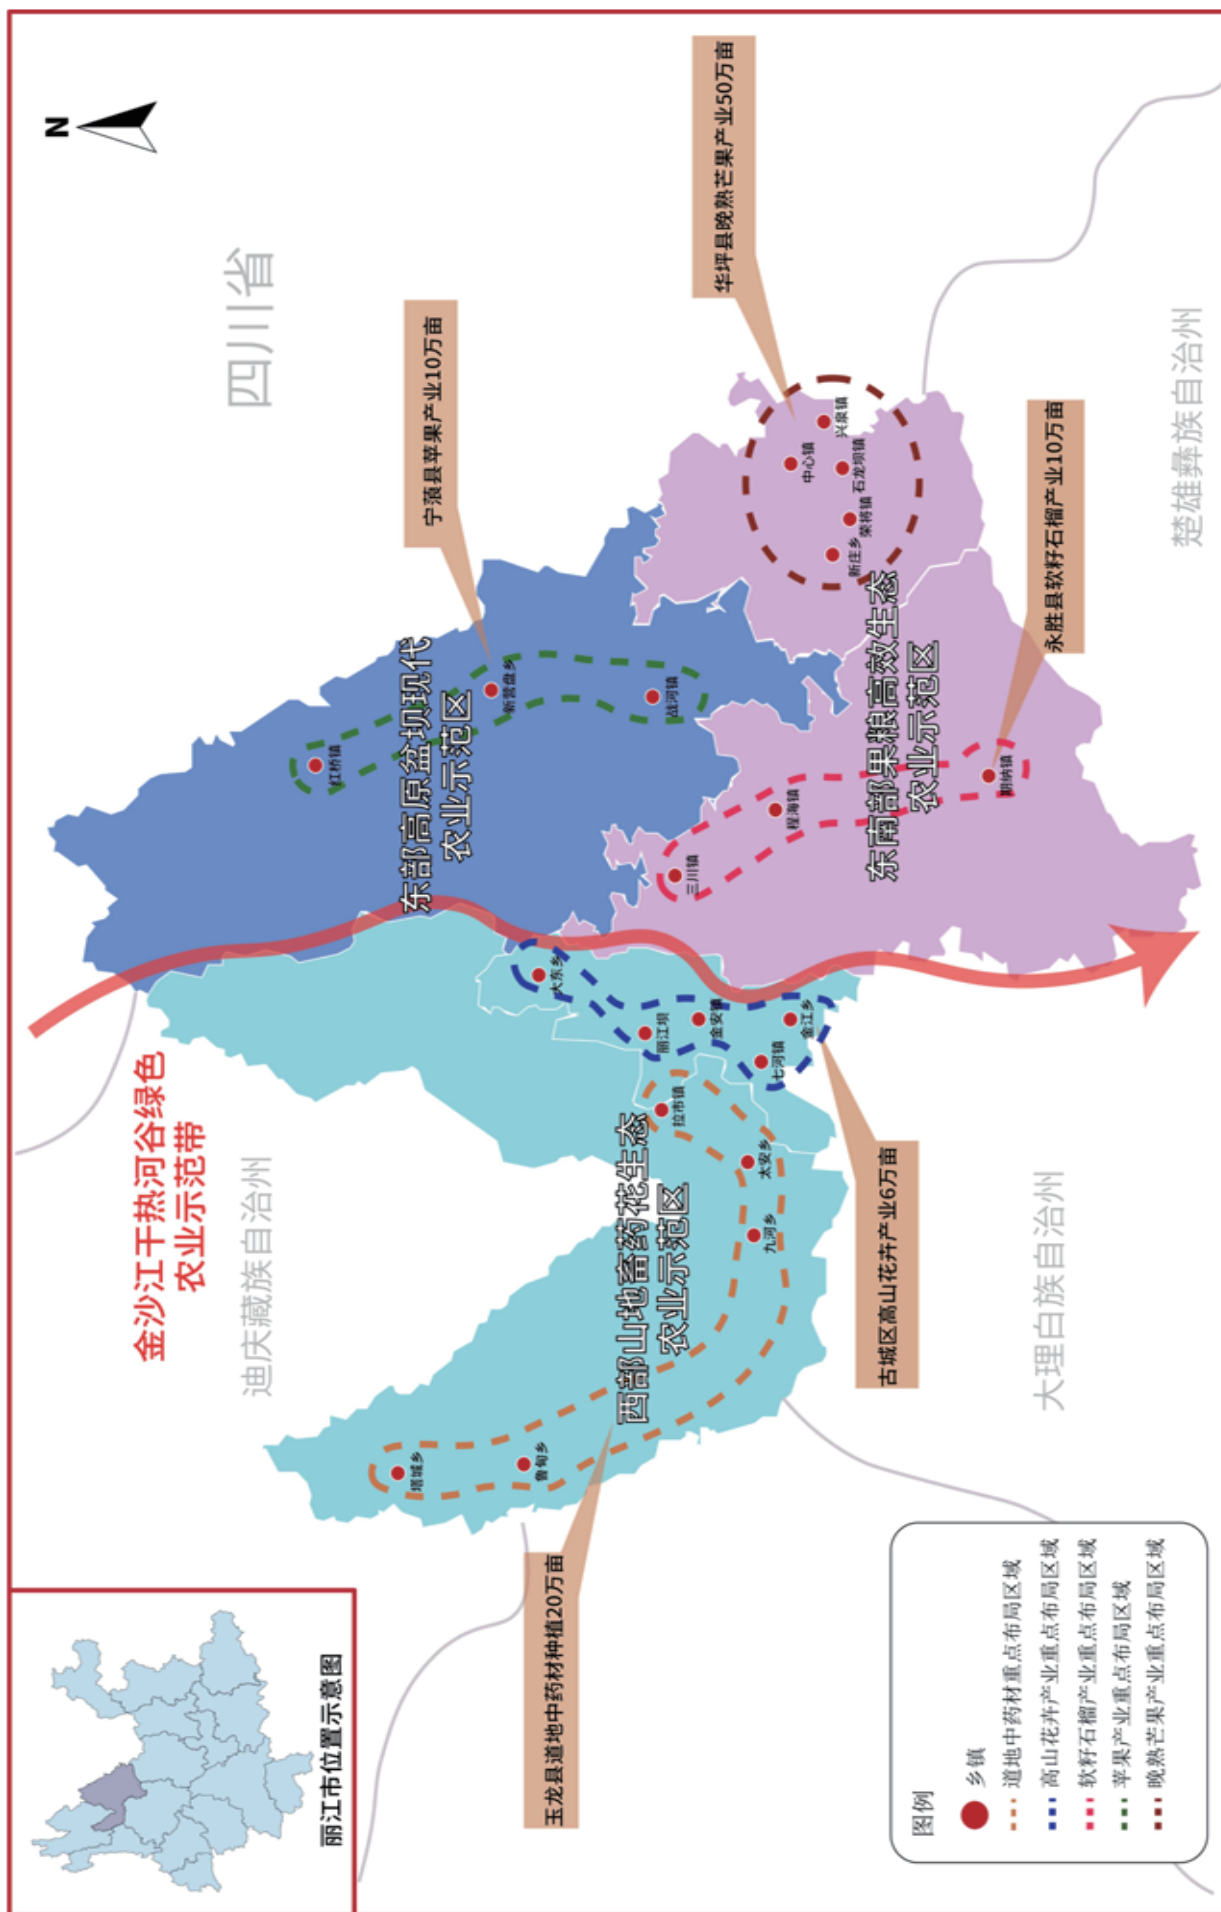 N
四川省
金沙江干热河谷绿色
农业示范带
迪庆藏族自治州
丽江市位置示意图
宁蒗县苹果产业10万亩
东部高原盆坝现代
农业示范区
红桥镇
新营盘乡
战河镇
华坪县晚熟芒果产业50万亩
中心镇
兴泉镇
石龙坝镇
荣将镇
新庄乡
东南部果粮高效生态
农业示范区
三川镇
程海镇
期纳镇
永胜县软籽石榴产业10万亩
楚雄彝族自治州
大东乡
丽江坝
金安镇
七河镇
金江乡
西部山地畜药花生态
农业示范区
拉市镇
太安乡
九河乡
鲁甸乡
塔城乡
玉龙县道地中药材种植20万亩
古城区高山花卉产业6万亩
大理白族自治州
图例
乡镇
道地中药材重点布局区域
高山花卉产业重点布局区域
软籽石榴产业重点布局区域
苹果产业重点布局区域
晚熟芒果产业重点布局区域